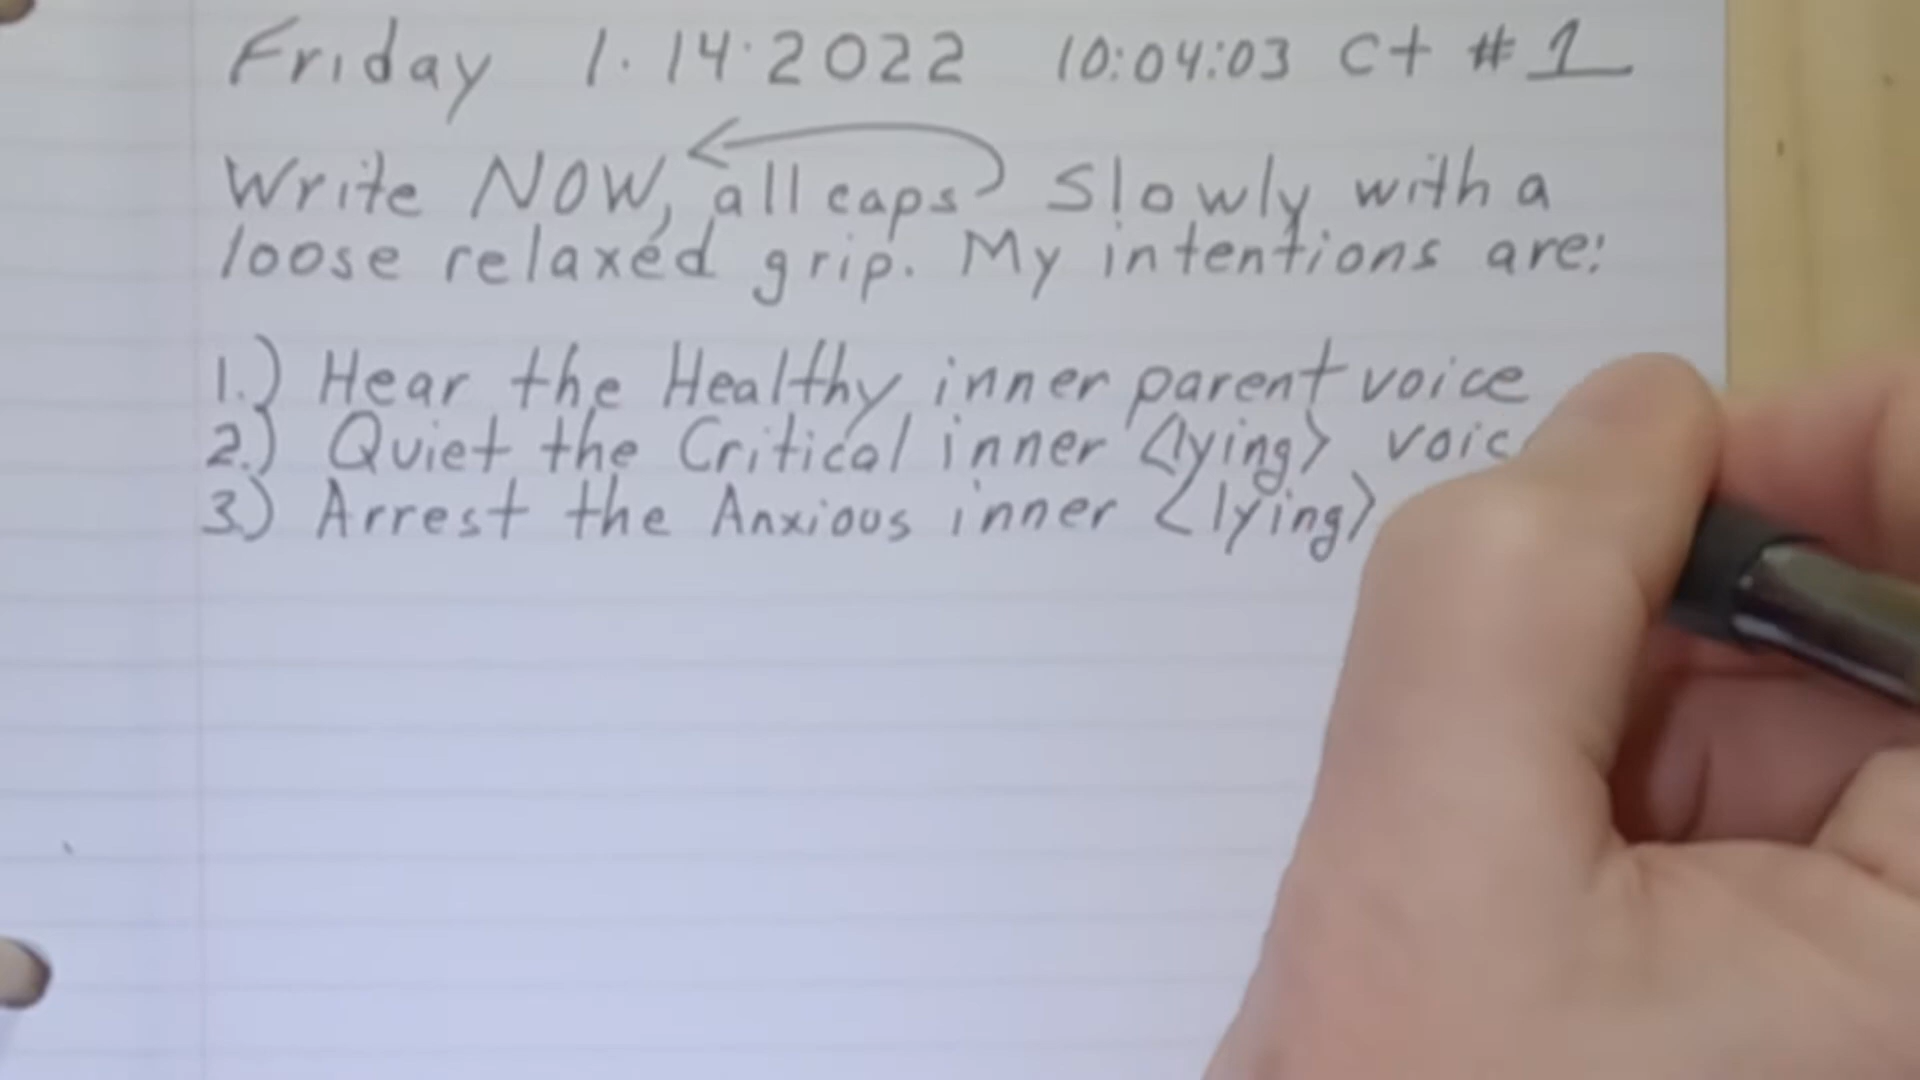 Friday 1.14.2022 10:04:03 CT #1
Write NOW, all caps Slowly with a
loose relaxed grip. My intentions are:
1.) Hear the Healthy inner parent voice
2.) Quiet the Critical inner <lying> voic
3.) Arrest the Anxious inner <lying>